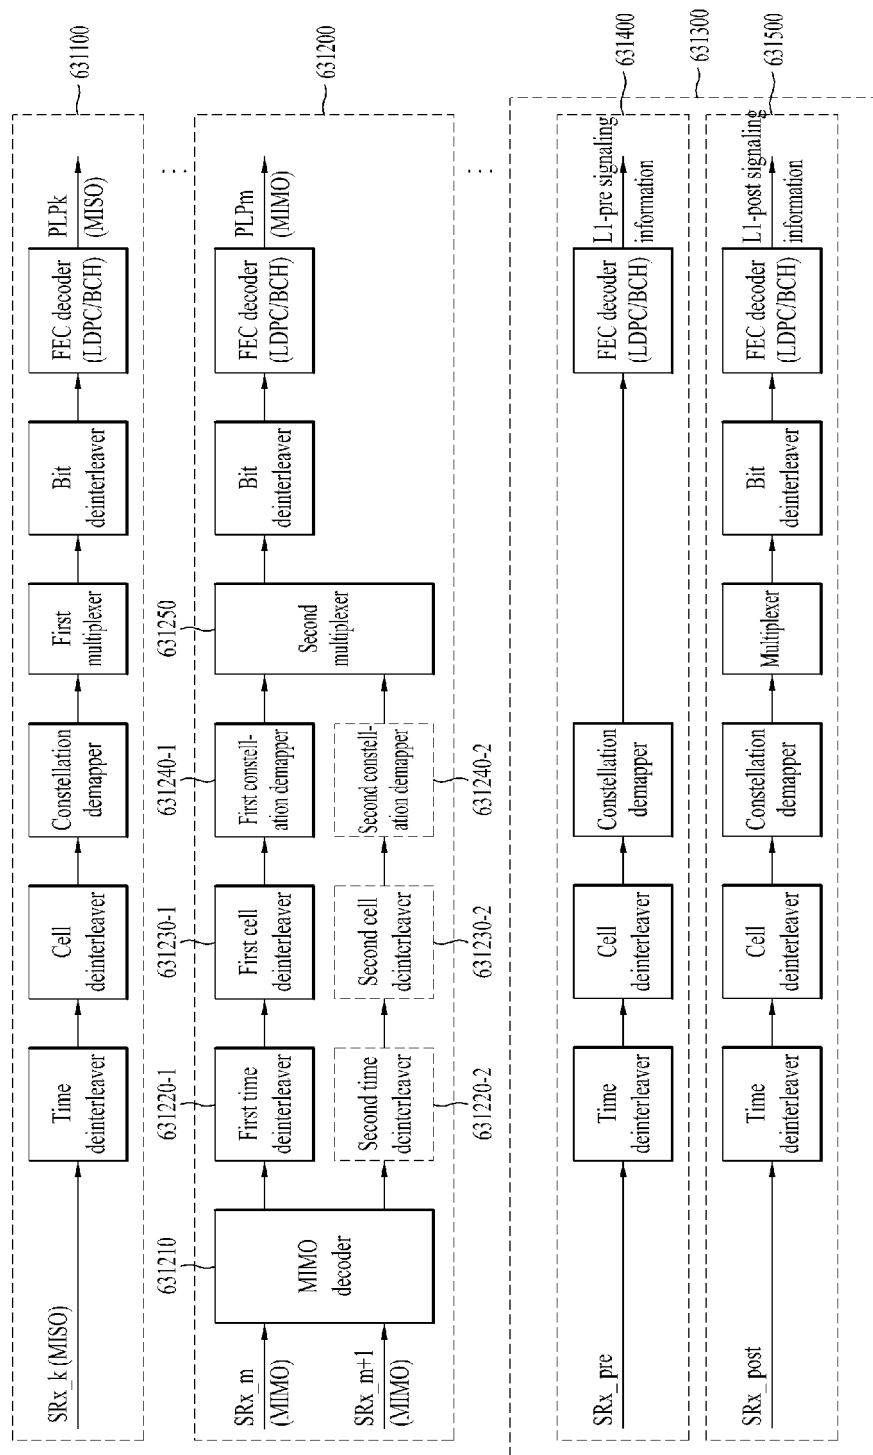 631100
SRx_k (MISO)
Time
deinterleaver
Cell
deinterleaver
Constellation
demapper
First
multiplexer
Bit
deinterleaver
FEC decoder
(LDPC/BCH)
PLPk
(MISO)
...
631200
SRx_m
(MIMO)
SRx_m+1
(MIMO)
631210
MIMO
decoder
631220-1
First time
deinterleaver
631230-1
First cell
deinterleaver
631240-1
First constell-
ation demapper
Second time
deinterleaver
631220-2
Second cell
deinterleaver
631230-2
Second constell-
ation demapper
631240-2
631250
Second
multiplexer
Bit
deinterleaver
FEC decoder
(LDPC/BCH)
PLPm
(MIMO)
...
631300
631400
SRx_pre
Time
deinterleaver
Cell
deinterleaver
Constellation
demapper
FEC decoder
(LDPC/BCH)
L1-pre signaling
information
631500
SRx_post
Time
deinterleaver
Cell
deinterleaver
Constellation
demapper
Multiplexer
Bit
deinterleaver
FEC decoder
(LDPC/BCH)
L1-post signaling
information